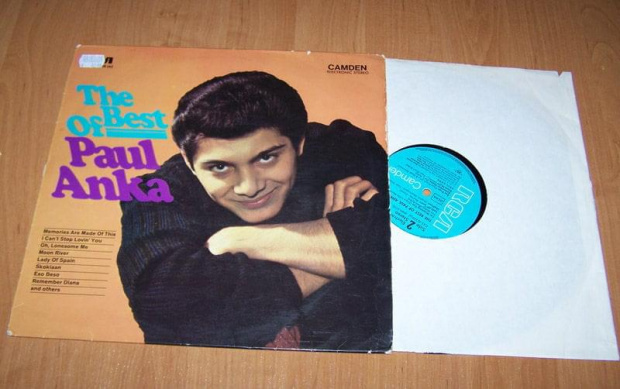 CAMDEN
ELECTRONIC STEREO
The
Best
Of
Paul
Anka
Memories Are Made Of This
I Can't Stop Lovin' You
Oh, Lonesome Me
Moon River
Lady Of Spain
Skokiaan
Eso Beso
Remember Diane
and others
RCA
Camden
2